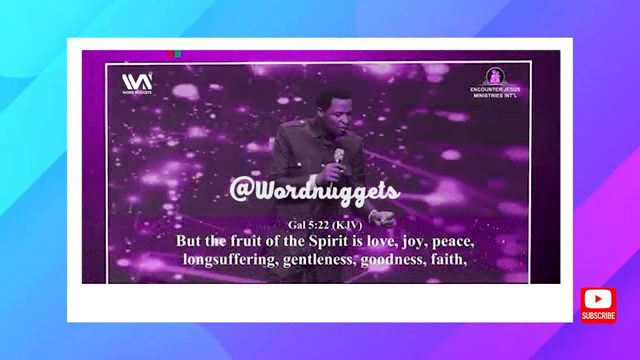 WORD NUGGETS
ENCOUNTER JESUS
MINISTRIES INT'L
@Wordnuggets
Gal 5:22 (KJV)
But the fruit of the Spirit is love, joy, peace,
longsuffering, gentleness, goodness, faith,
SUBSCRIBE